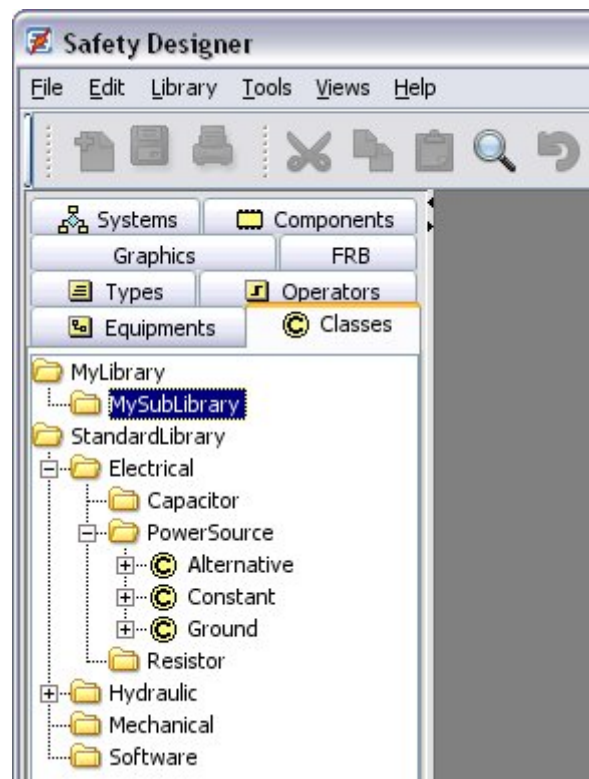 Safety Designer
File Edit Library Tools Views Help
Systems Components
Graphics FRB
Types Operators
Equipments Classes
MyLibrary
MySubLibrary
StandardLibrary
Electrical
Capacitor
PowerSource
Alternative
Constant
Ground
Resistor
Hydraulic
Mechanical
Software